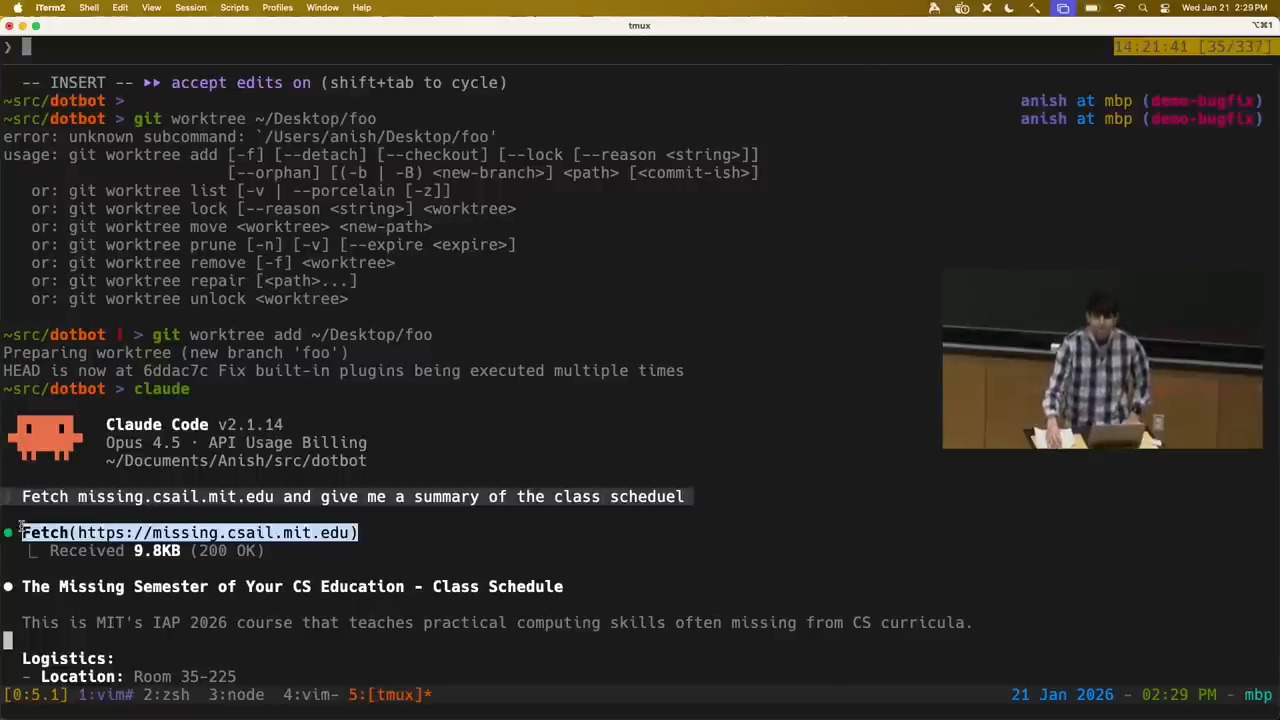 iTerm2 Shell Edit View Session Scripts Profiles Window Help Wed Jan 21 2:29 PM
tmux ⌥⌘1
❯ 14:21:41 [35/337]
-- INSERT -- ▸▸ accept edits on (shift+tab to cycle)
~src/dotbot > anish at mbp (demo-bugfix)
~src/dotbot > git worktree ~/Desktop/foo anish at mbp (demo-bugfix)
error: unknown subcommand: `/Users/anish/Desktop/foo'
usage: git worktree add [-f] [--detach] [--checkout] [--lock [--reason <string>]]
[--orphan] [(-b | -B) <new-branch>] <path> [<commit-ish>]
or: git worktree list [-v | --porcelain [-z]]
or: git worktree lock [--reason <string>] <worktree>
or: git worktree move <worktree> <new-path>
or: git worktree prune [-n] [-v] [--expire <expire>]
or: git worktree remove [-f] <worktree>
or: git worktree repair [<path>...]
or: git worktree unlock <worktree>
~src/dotbot | > git worktree add ~/Desktop/foo
Preparing worktree (new branch 'foo')
HEAD is now at 6ddac7c Fix built-in plugins being executed multiple times
~src/dotbot > claude
Claude Code v2.1.14
Opus 4.5 · API Usage Billing
~/Documents/Anish/src/dotbot
Fetch missing.csail.mit.edu and give me a summary of the class scheduel
● Fetch(https://missing.csail.mit.edu)
⎿ Received 9.8KB (200 OK)
● The Missing Semester of Your CS Education - Class Schedule
This is MIT's IAP 2026 course that teaches practical computing skills often missing from CS curricula.
Logistics:
- Location: Room 35-225
[0:5.1] 1:vim# 2:zsh 3:node 4:vim- 5:[tmux]* 21 Jan 2026 - 02:29 PM - mbp